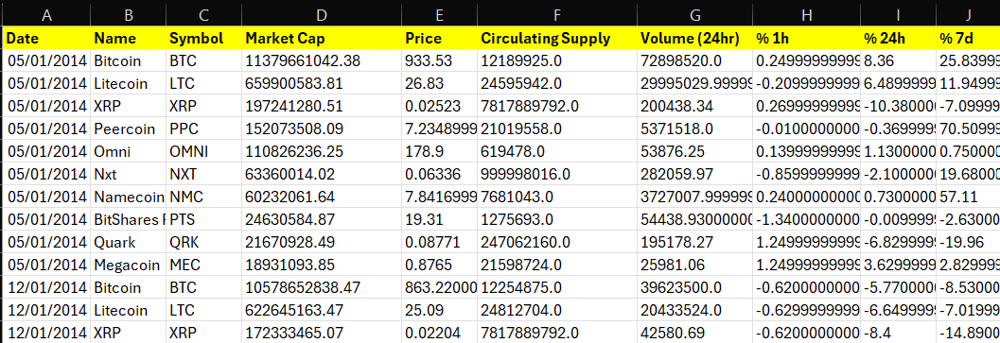 A B C D E F G H I J
Date Name Symbol Market Cap Price Circulating Supply Volume (24hr) % 1h % 24h % 7d
05/01/2014 Bitcoin BTC 11379661042.38 933.53 12189925.0 72898520.0 0.24999999999 8.36 25.83999
05/01/2014 Litecoin LTC 659900583.81 26.83 24595942.0 29995029.99999 -0.2099999999 6.4899999 11.94999
05/01/2014 XRP XRP 197241280.51 0.02523 7817889792.0 200438.34 0.26999999999 -10.38000 -7.09999
05/01/2014 Peercoin PPC 152073508.09 7.2348999 21019558.0 5371518.0 -0.0100000000 -0.369999 70.50999
05/01/2014 Omni OMNI 110826236.25 178.9 619478.0 53876.25 0.13999999999 1.1300000 0.750000
05/01/2014 Nxt NXT 63360014.02 0.06336 999998016.0 282059.97 -0.8599999999 -2.100000 19.68000
05/01/2014 Namecoin NMC 60232061.64 7.8416999 7681043.0 3727007.999999 0.24000000000 0.7300000 57.11
05/01/2014 BitShares PTS 24630584.87 19.31 1275693.0 54438.93000000 -1.3400000000 -0.009999 -2.63000
05/01/2014 Quark QRK 21670928.49 0.08771 247062160.0 195178.27 1.24999999999 -6.829999 -19.96
05/01/2014 Megacoin MEC 18931093.85 0.8765 21598724.0 25981.06 1.24999999999 3.6299999 2.829999
12/01/2014 Bitcoin BTC 10578652838.47 863.22000 12254875.0 39623500.0 -0.6200000000 -5.770000 -8.53000
12/01/2014 Litecoin LTC 622645163.47 25.09 24812704.0 20433524.0 -0.6299999999 -6.649999 -7.01999
12/01/2014 XRP XRP 172333465.07 0.02204 7817889792.0 42580.69 -0.6200000000 -8.4 -14.8900